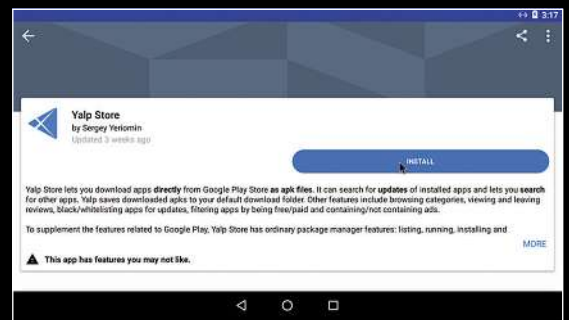 3:17
Yalp Store
by Sergey Yeriomin
Updated 3 weeks ago
INSTALL
Yalp Store lets you download apps directly from Google Play Store as apk files. It can search for updates of installed apps and lets you search
for other apps. Yalp saves downloaded apks to your default download folder. Other features include browsing categories, viewing and leaving
reviews, black/whitelisting apps for updates, filtering apps by being free/paid and containing/not containing ads.
To supplement the features related to Google Play, Yalp Store has ordinary package manager features: listing, running, installing and
MORE
This app has features you may not like.